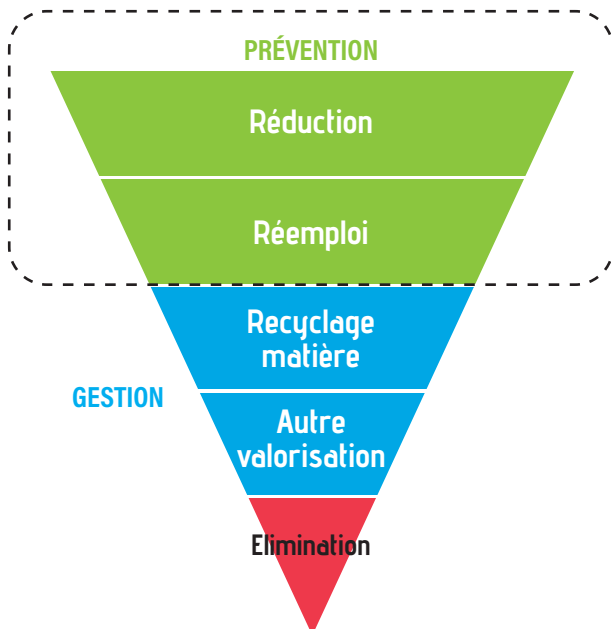 PRÉVENTION
Réduction
Réemploi
Recyclage
matière
GESTION
Autre
valorisation
Elimination